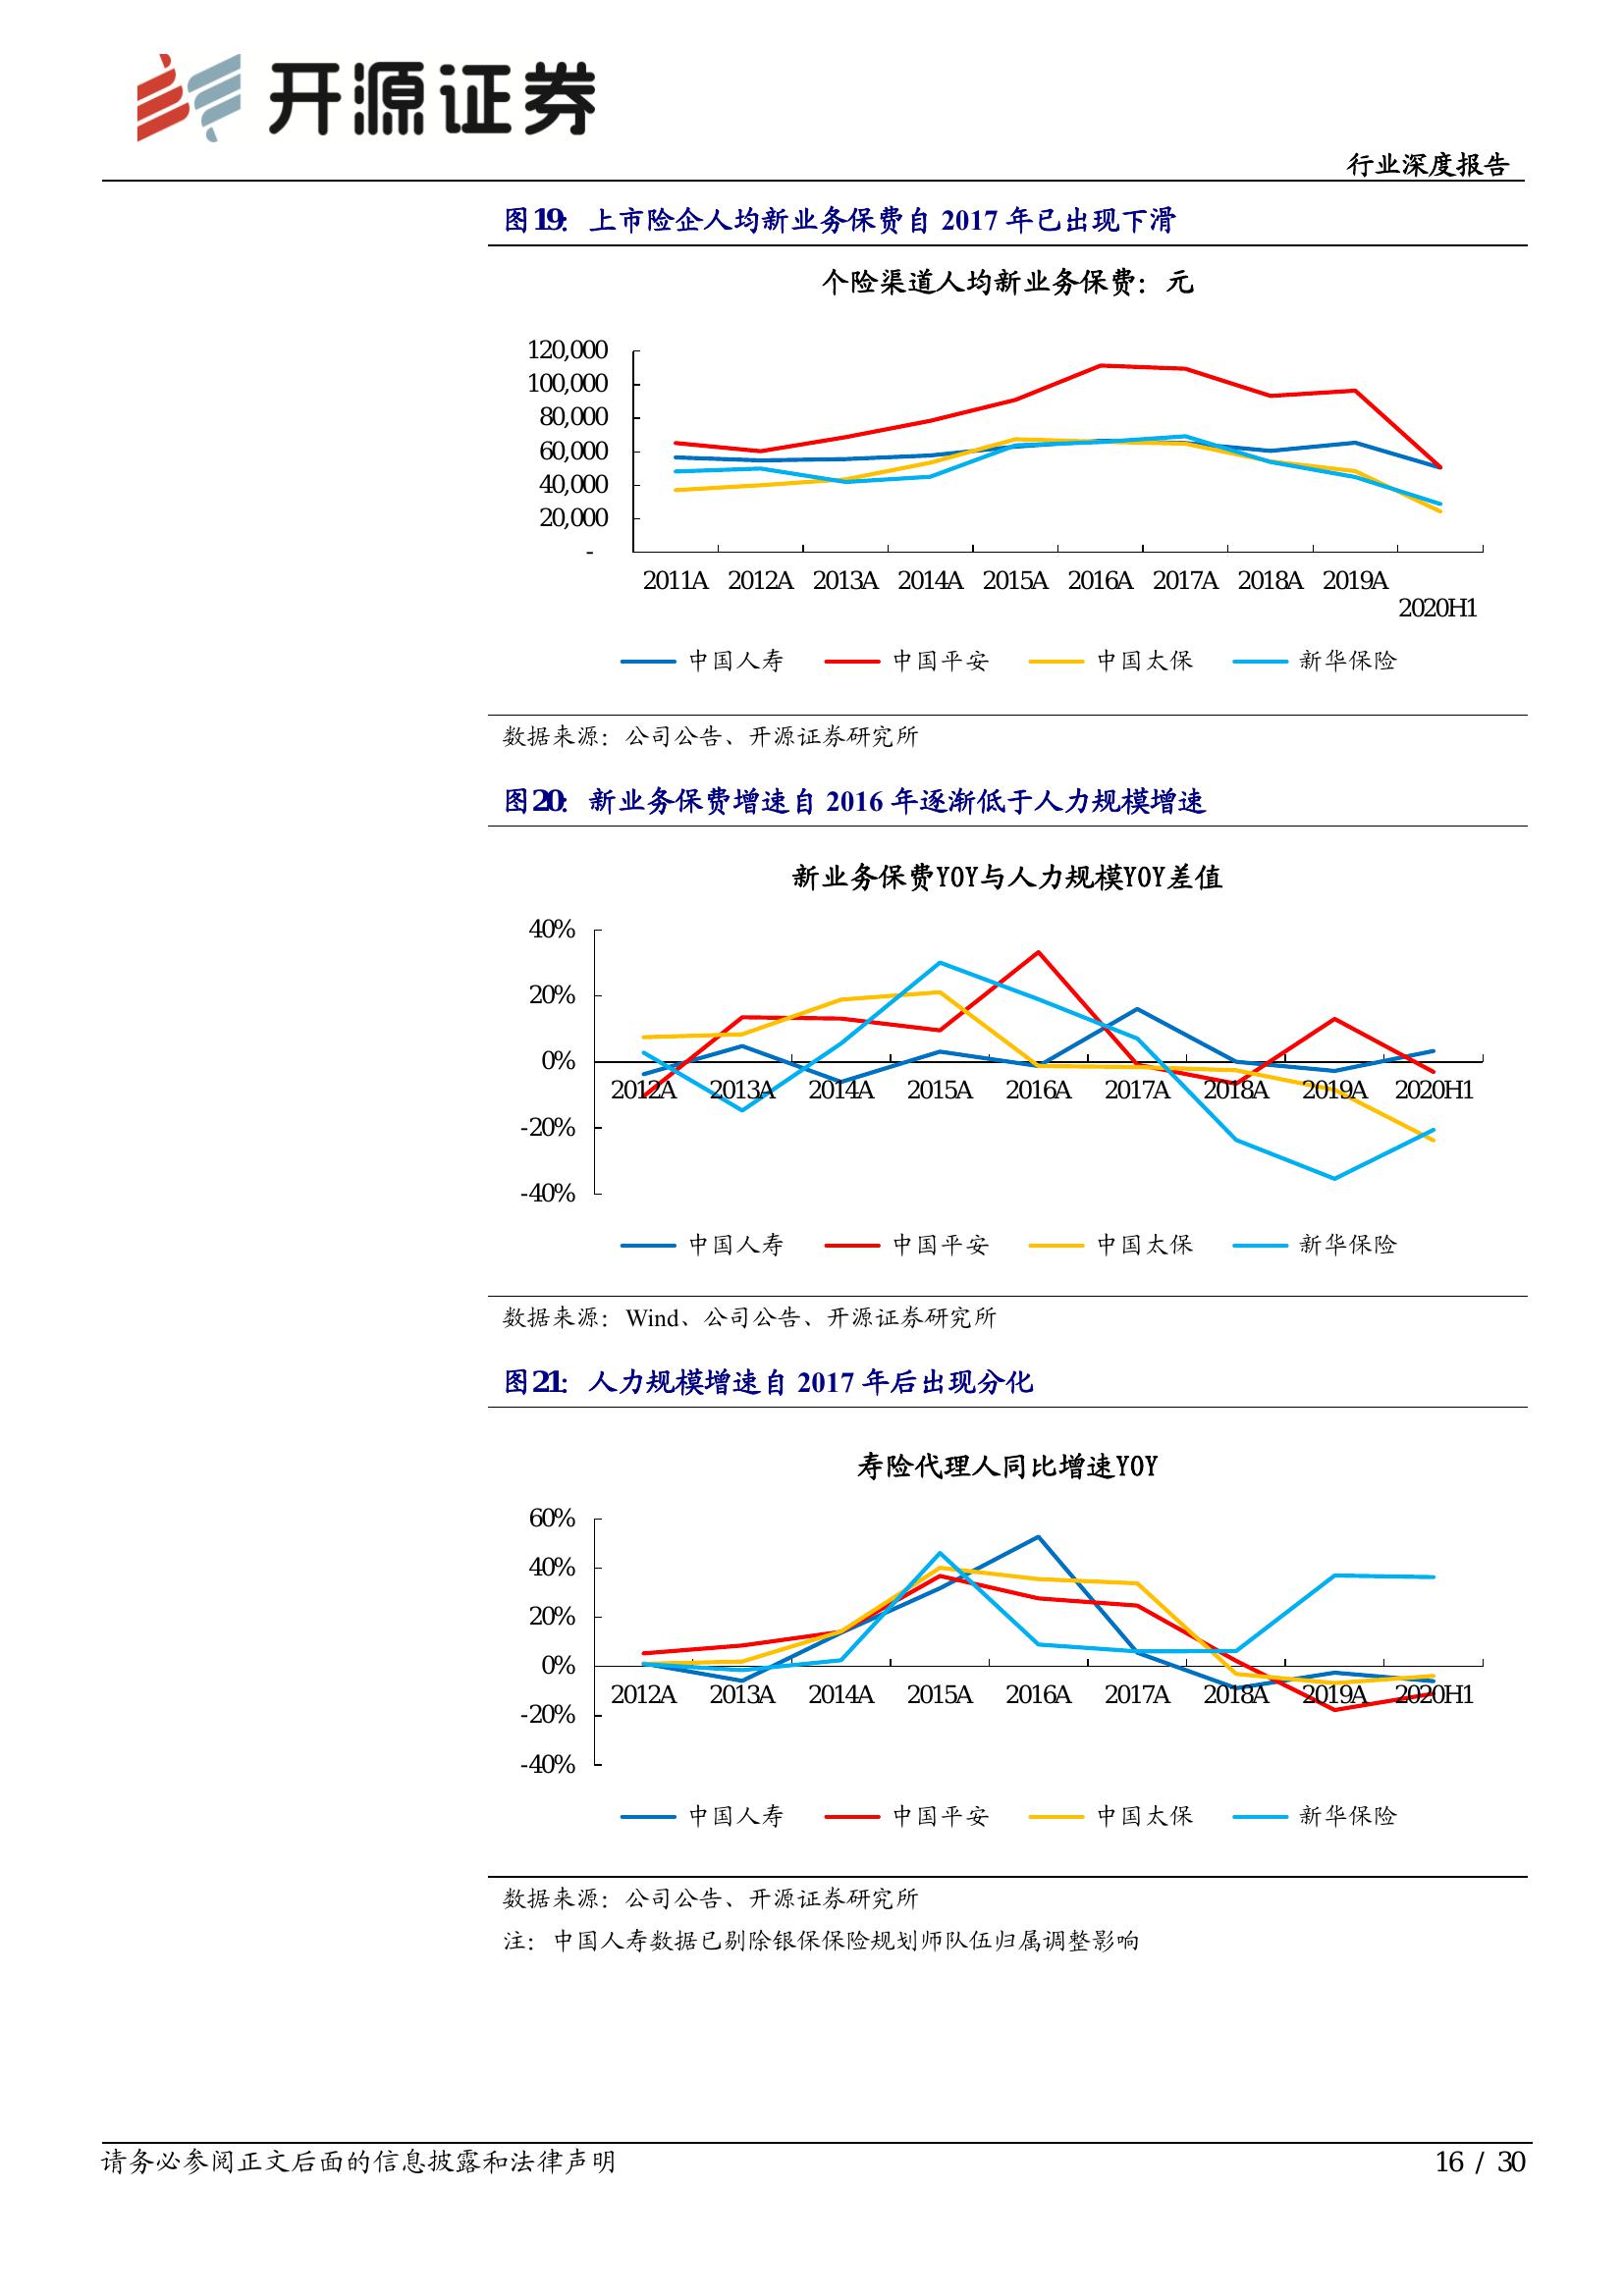 开源证券
行业深度报告
图19：上市险企人均新业务保费自 2017 年已出现下滑
个险渠道人均新业务保费：元
120,000
100,000
80,000
60,000
40,000
20,000
-
2011A 2012A 2013A 2014A 2015A 2016A 2017A 2018A 2019A
2020H1
中国人寿 中国平安 中国太保 新华保险
数据来源：公司公告、开源证券研究所
图20：新业务保费增速自 2016 年逐渐低于人力规模增速
新业务保费YOY与人力规模YOY差值
40%
20%
0%
2012A 2013A 2014A 2015A 2016A 2017A 2018A 2019A 2020H1
-20%
-40%
中国人寿 中国平安 中国太保 新华保险
数据来源：Wind、公司公告、开源证券研究所
图21：人力规模增速自 2017 年后出现分化
寿险代理人同比增速YOY
60%
40%
20%
0%
2012A 2013A 2014A 2015A 2016A 2017A 2018A 2019A 2020H1
-20%
-40%
中国人寿 中国平安 中国太保 新华保险
数据来源：公司公告、开源证券研究所
注：中国人寿数据已剔除银保保险规划师队伍归属调整影响
请务必参阅正文后面的信息披露和法律声明
16 / 30